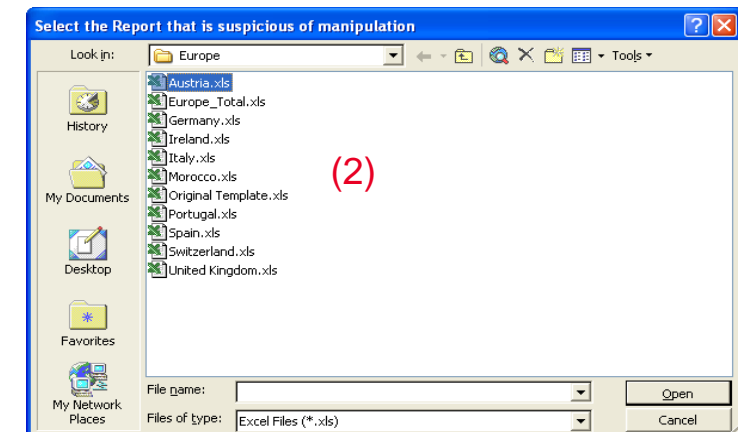 Select the Report that is suspicious of manipulation
Look in:
Europe
Tools
History
My Documents
Desktop
Favorites
My Network
Places
Austria.xls
Europe_Total.xls
Germany.xls
Ireland.xls
Italy.xls
Morocco.xls
Original Template.xls
Portugal.xls
Spain.xls
Switzerland.xls
United Kingdom.xls
(2)
File name:
Open
Files of type:
Excel Files (*.xls)
Cancel